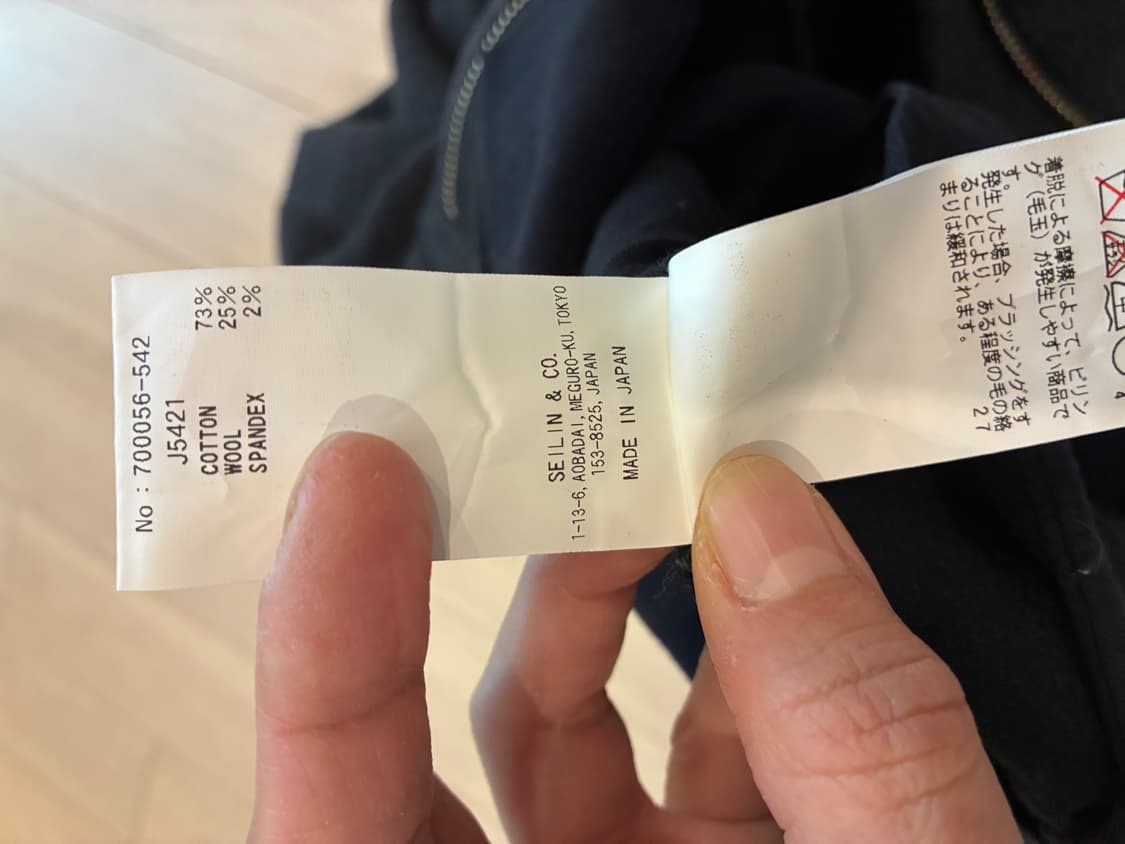 No : 7000056-542
J5421
COTTON 73%
WOOL 25%
SPANDEX 2%
SEILIN & CO.
1-13-6, AOBADAI, MEGURO-KU, TOKYO
153-8525, JAPAN
MADE IN JAPAN
着脱による摩擦によって、ピリン
グ（毛玉）が発生しやすい商品で
す。
発生した場合、ブラッシングをす
ることにより、ある程度の毛の絡
まりは緩和されます。
27
4